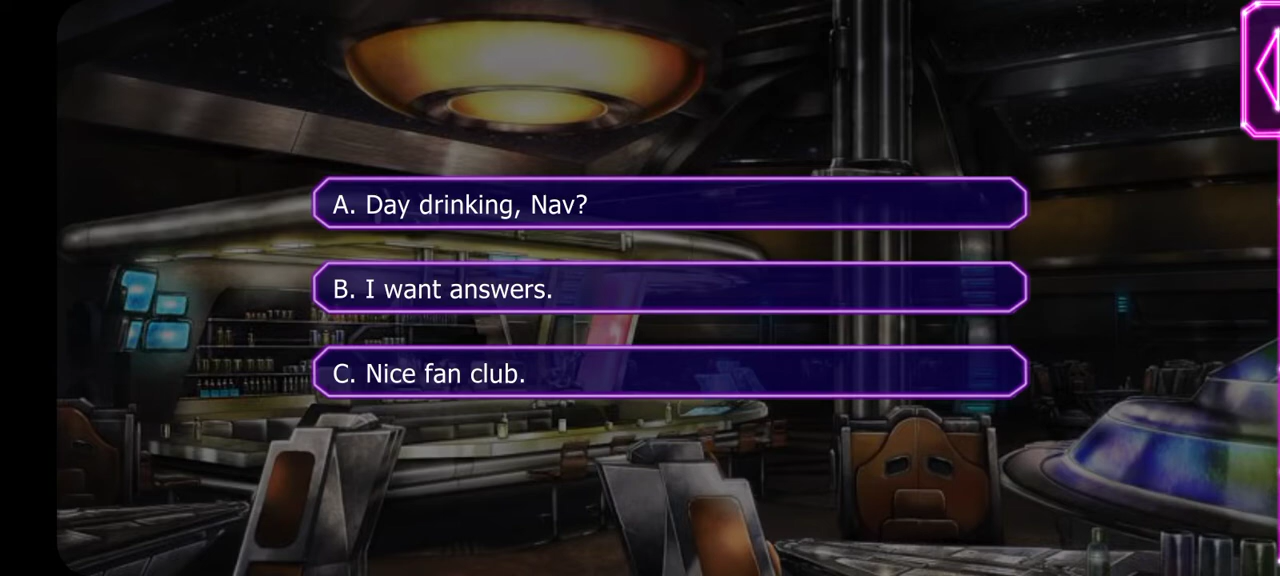 A. Day drinking, Nav?
B. I want answers.
C. Nice fan club.